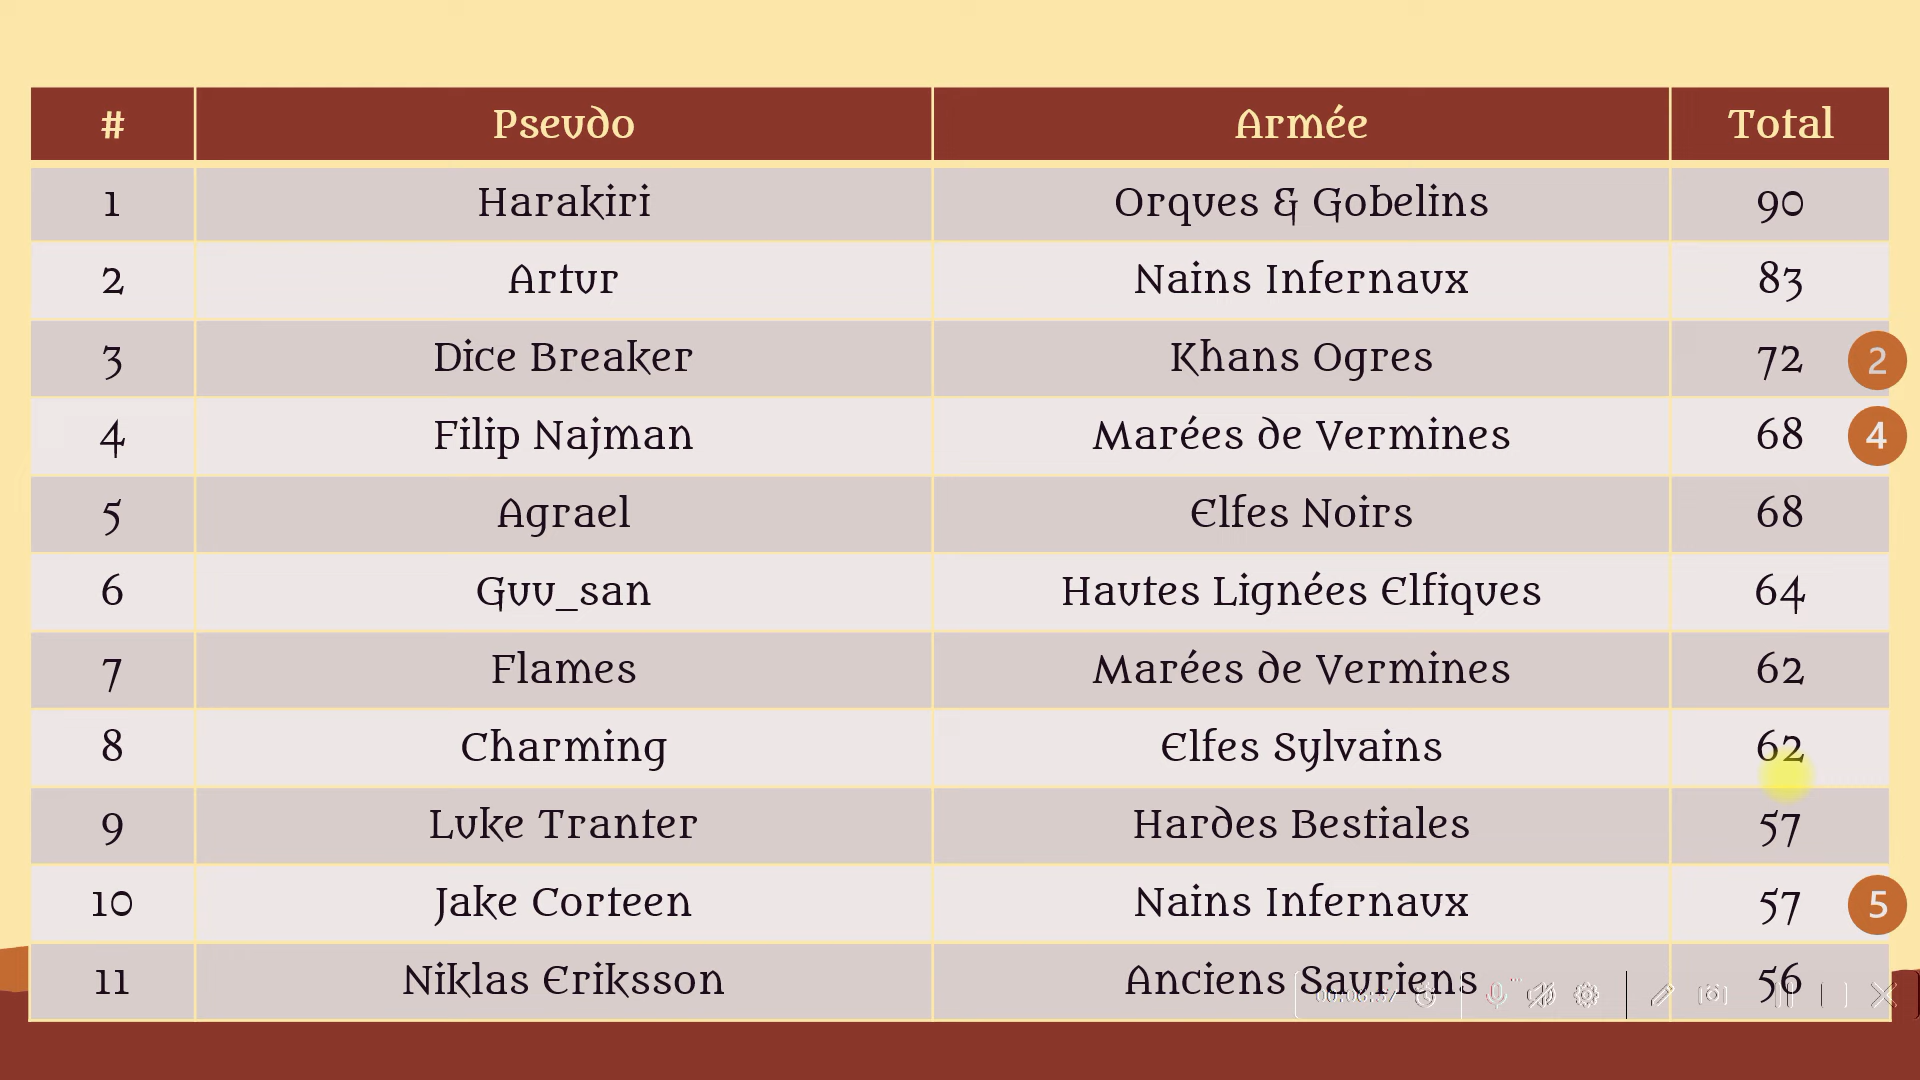 # Pseudo Armée Total
1 Harakiri Orques & Gobelins 90
2 Artur Nains Infernaux 83
3 Dice Breaker Khans Ogres 72 2
4 Filip Najman Marées de Vermines 68 4
5 Agrael Elfes Noirs 68
6 Guu_san Hautes Lignées Elfiques 64
7 Flames Marées de Vermines 62
8 Charming Elfes Sylvains 62
9 Luke Tranter Hardes Bestiales 57
10 Jake Corteen Nains Infernaux 57 5
11 Niklas Eriksson Anciens Sauriens 56